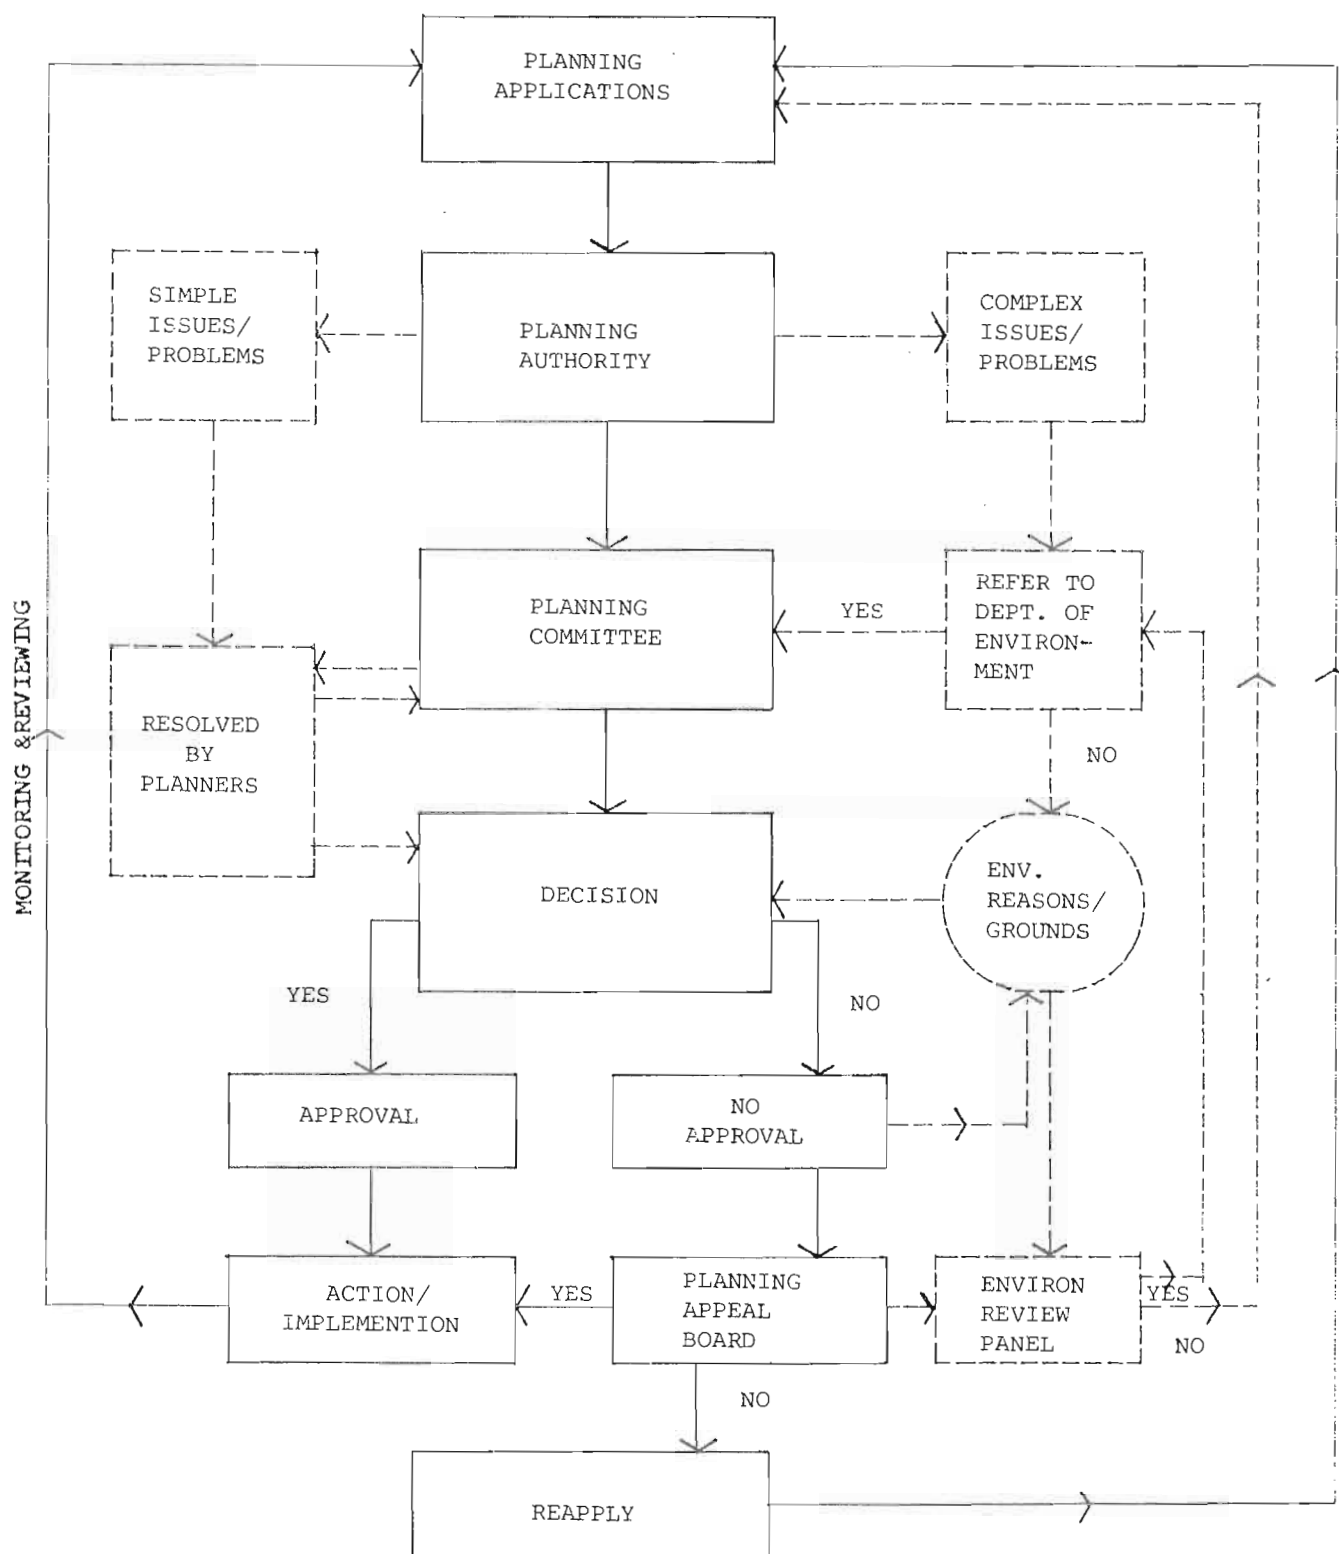 PLANNING
APPLICATIONS
SIMPLE
ISSUES/
PROBLEMS
PLANNING
AUTHORITY
COMPLEX
ISSUES/
PROBLEMS
PLANNING
COMMITTEE
YES
REFER TO
DEPT. OF
ENVIRON-
MENT
MONITORING &REVIEWING
RESOLVED
BY
PLANNERS
NO
DECISION
ENV.
REASONS/
GROUNDS
YES
NO
APPROVAL
NO
APPROVAL
ACTION/
IMPLEMENTION
YES
PLANNING
APPEAL
BOARD
ENVIRON
REVIEW
PANEL
YES
NO
NO
REAPPLY